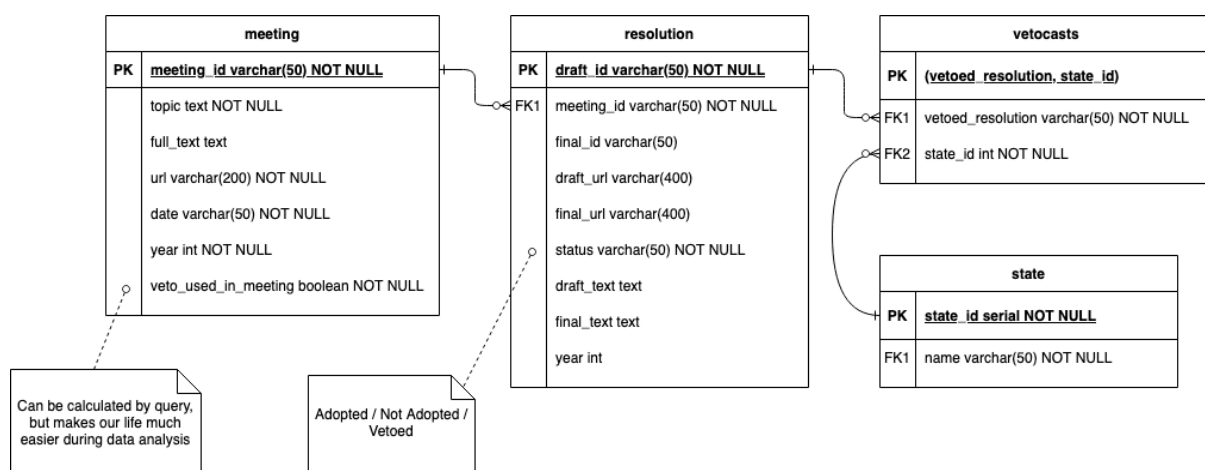 meeting
PK meeting_id varchar(50) NOT NULL
topic text NOT NULL
full_text text
url varchar(200) NOT NULL
date varchar(50) NOT NULL
year int NOT NULL
veto_used_in_meeting boolean NOT NULL
Can be calculated by query,
but makes our life much
easier during data analysis
resolution
PK draft_id varchar(50) NOT NULL
FK1 meeting_id varchar(50) NOT NULL
final_id varchar(50)
draft_url varchar(400)
final_url varchar(400)
status varchar(50) NOT NULL
draft_text text
final_text text
year int
Adopted / Not Adopted /
Vetoed
vetocasts
PK (vetoed_resolution, state_id)
FK1 vetoed_resolution varchar(50) NOT NULL
FK2 state_id int NOT NULL
state
PK state_id serial NOT NULL
FK1 name varchar(50) NOT NULL